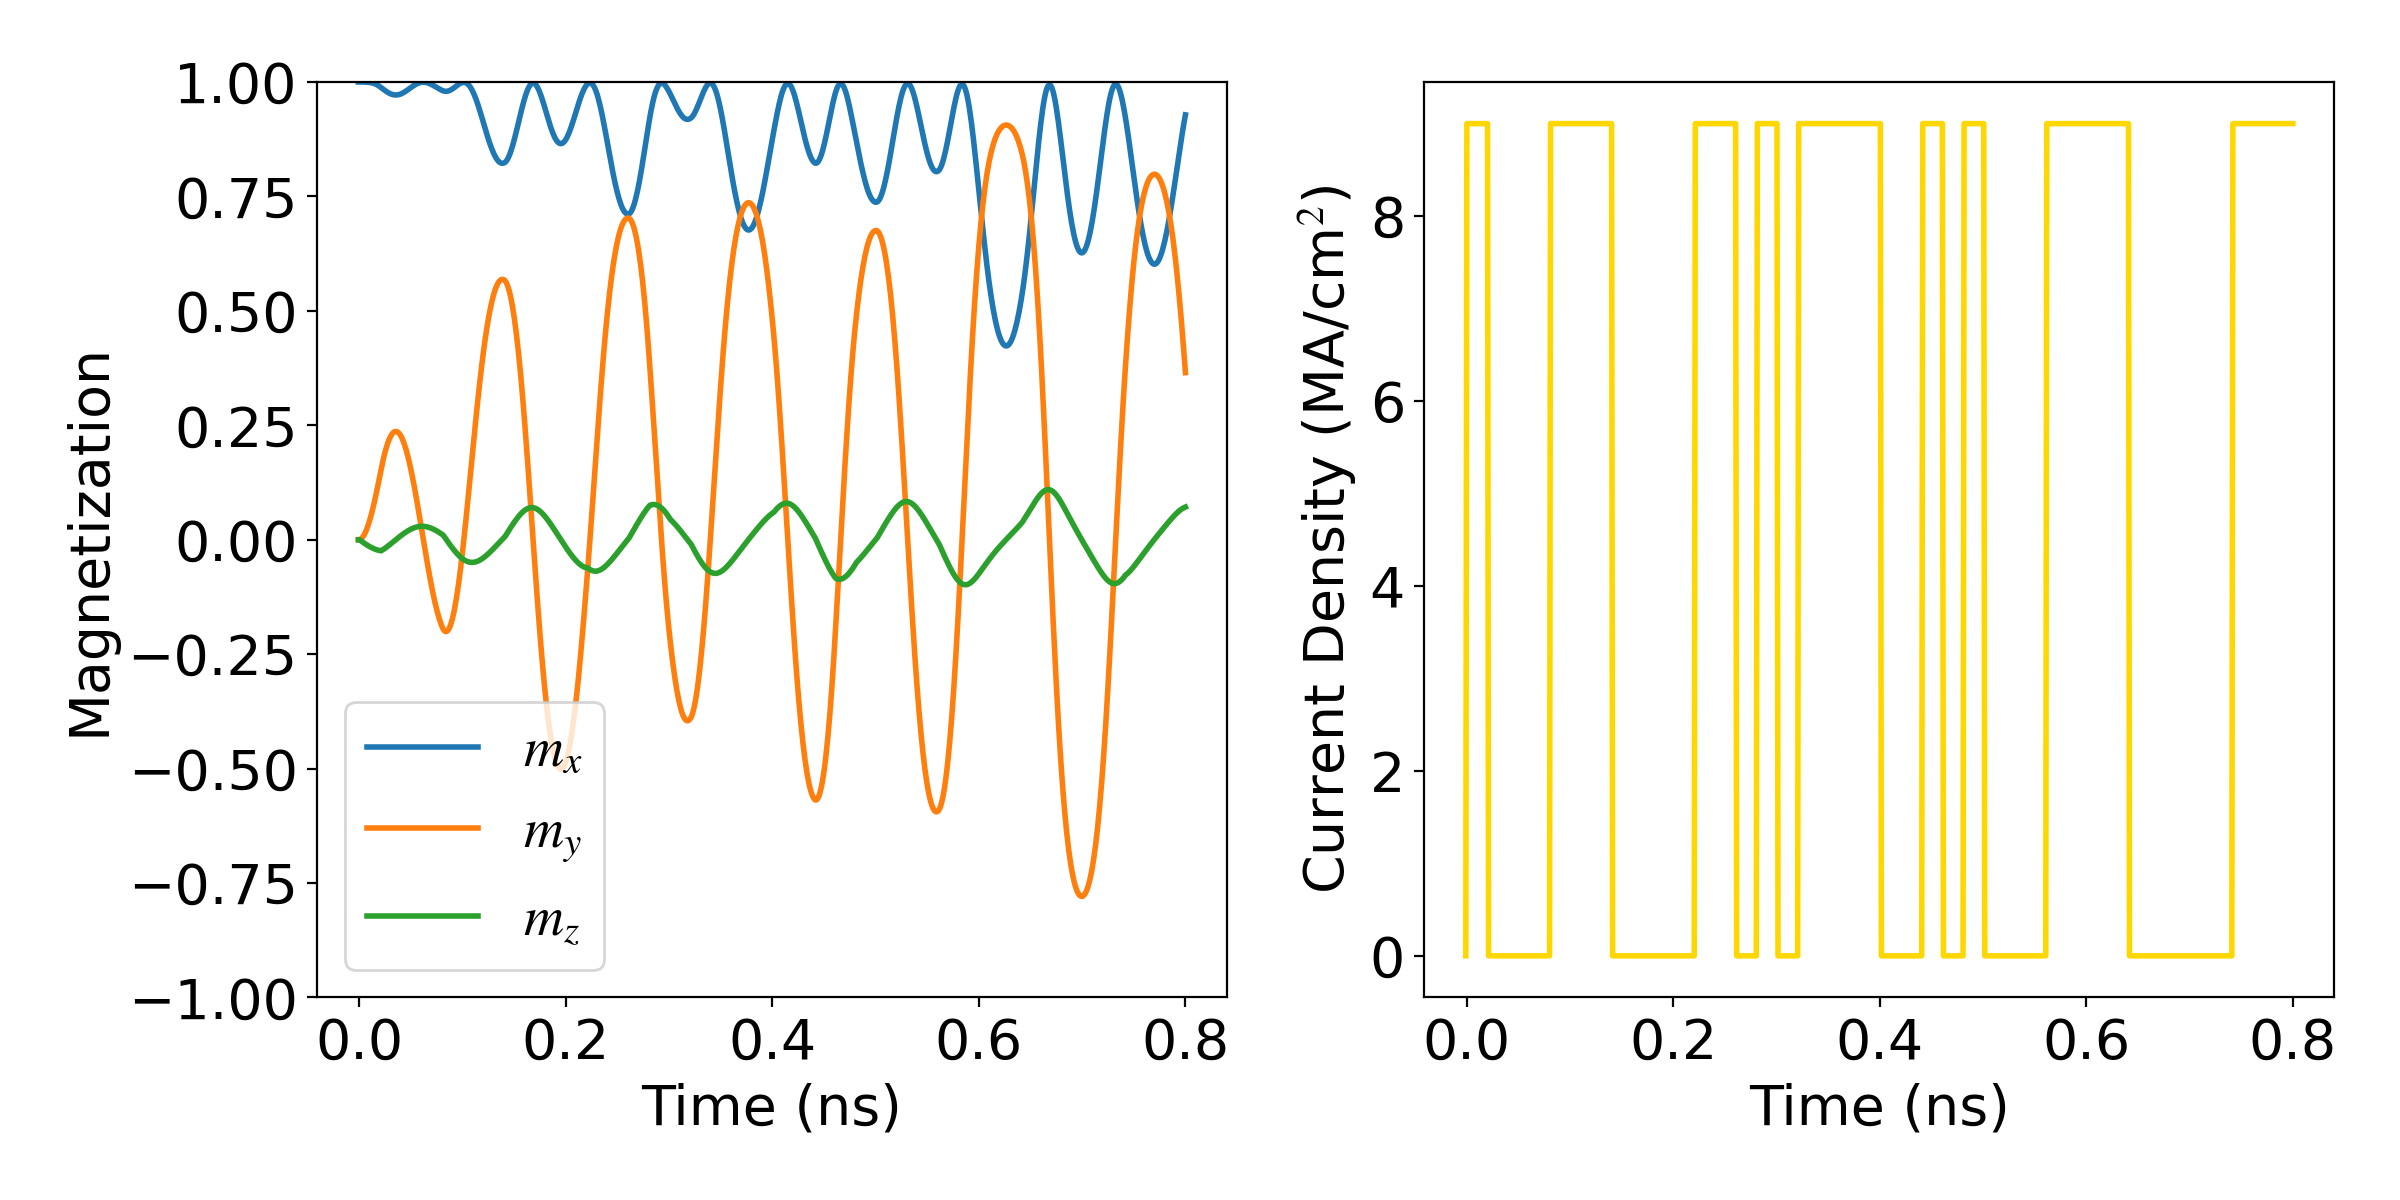 1.00
0.75
0.50
0.25
0.00
−0.25
−0.50
−0.75
−1.00
Magnetization
m_x
m_y
m_z
0.0 0.2 0.4 0.6 0.8
Time (ns)
8
6
4
2
0
Current Density (MA/cm²)
0.0 0.2 0.4 0.6 0.8
Time (ns)